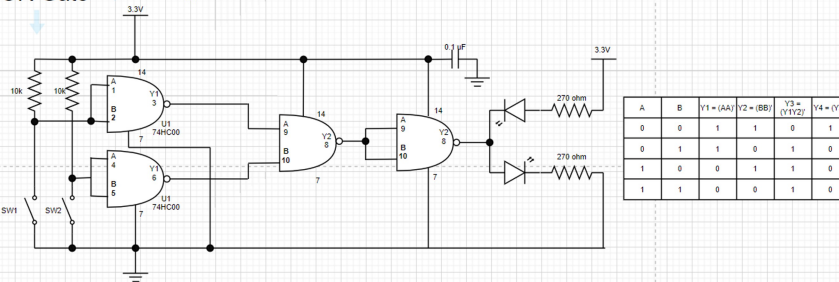 3.3V
0.1 uF
3.3V
10k
10k
14
A
1
Y1
3
B
2
U1
74HC00
7
A
4
Y1
6
B
5
U1
74HC00
7
14
A
9
Y2
8
B
10
7
14
A
9
Y2
8
B
10
7
270 ohm
270 ohm
SW1
SW2
A B Y1 = (AA)' Y2 = (BB)' Y3 = (Y1Y2)' Y4 = (Y
0 0 1 1 0 1
0 1 1 0 1 0
1 0 0 1 1 0
1 1 0 0 1 0